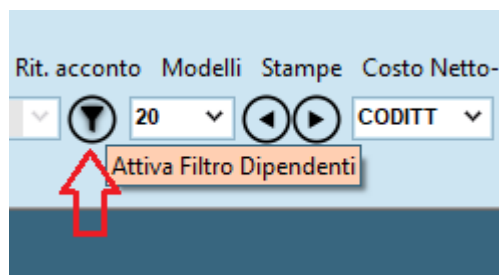 Rit. acconto Modelli Stampe Costo Netto-
20 CODITT
Attiva Filtro Dipendenti